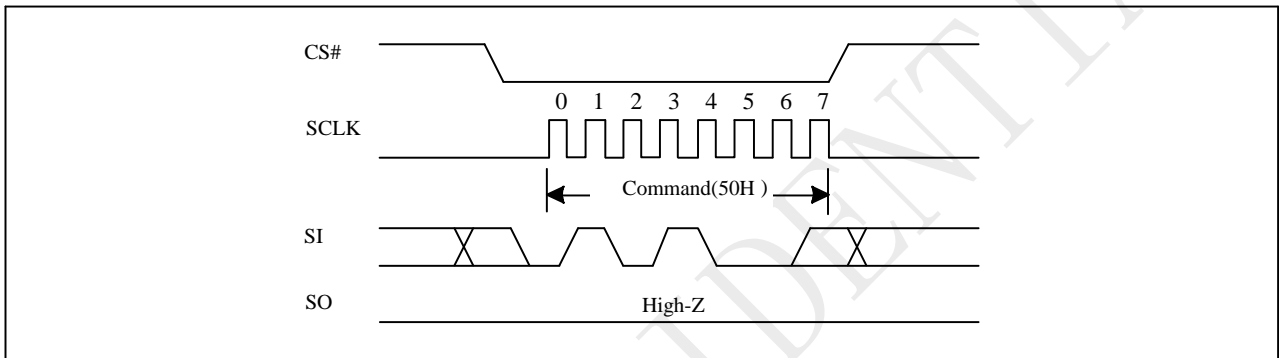 CS#
0 1 2 3 4 5 6 7
SCLK
Command(50H )
SI
SO High-Z